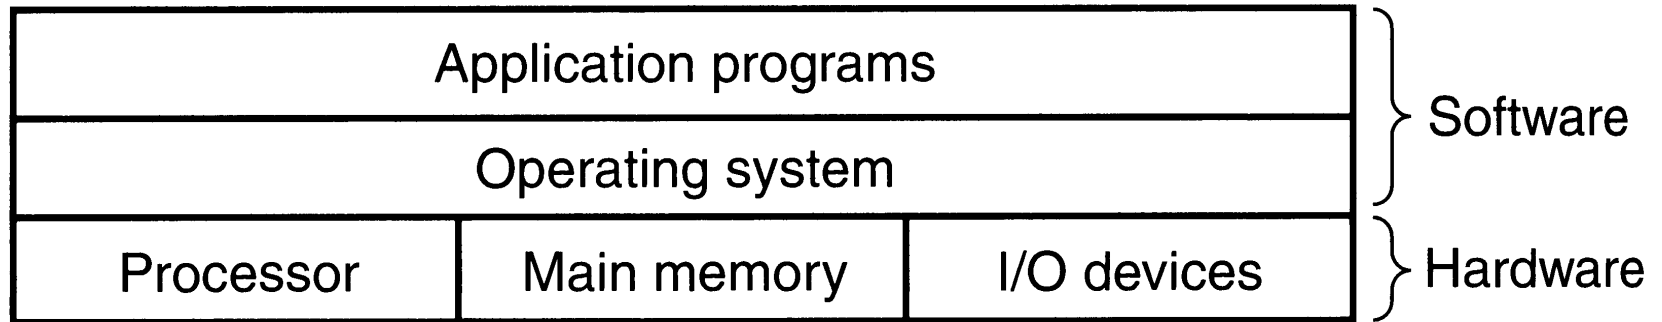 Application programs
Operating system
Software
Processor
Main memory
I/O devices
Hardware